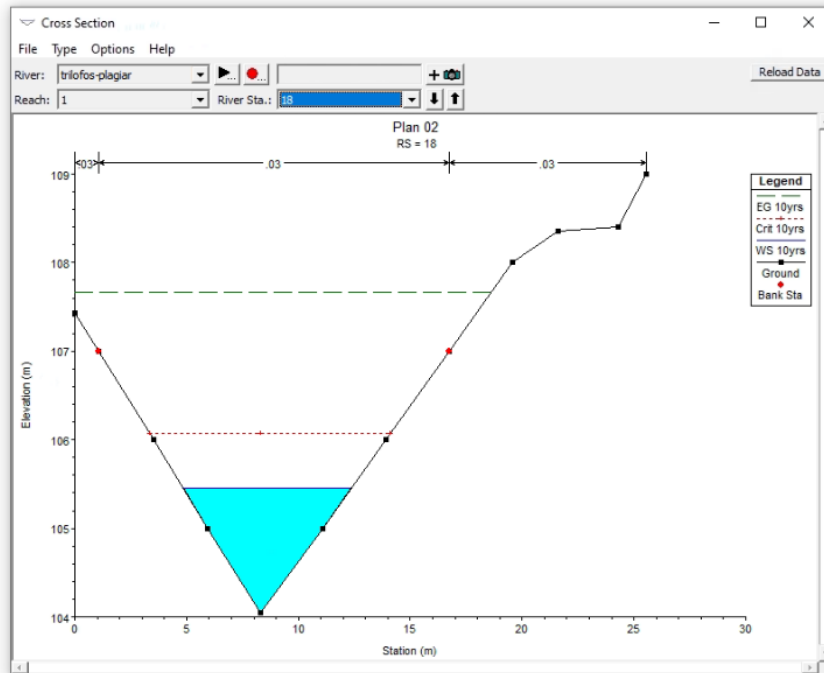 Cross Section
File Type Options Help
River: trilofos-plagiar Reload Data
Reach: 1 River Sta.: 18
Plan 02
RS = 18
.03 .03 .03
Legend
EG 10yrs
Crit 10yrs
WS 10yrs
Ground
Bank Sta
109
108
107
106
105
104
Elevation (m)
0 5 10 15 20 25 30
Station (m)